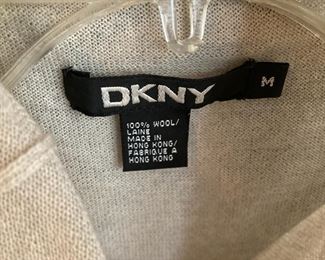 DKNY
M
100% WOOL/
LAINE
MADE IN
HONG KONG/
FABRIQUE A
HONG KONG